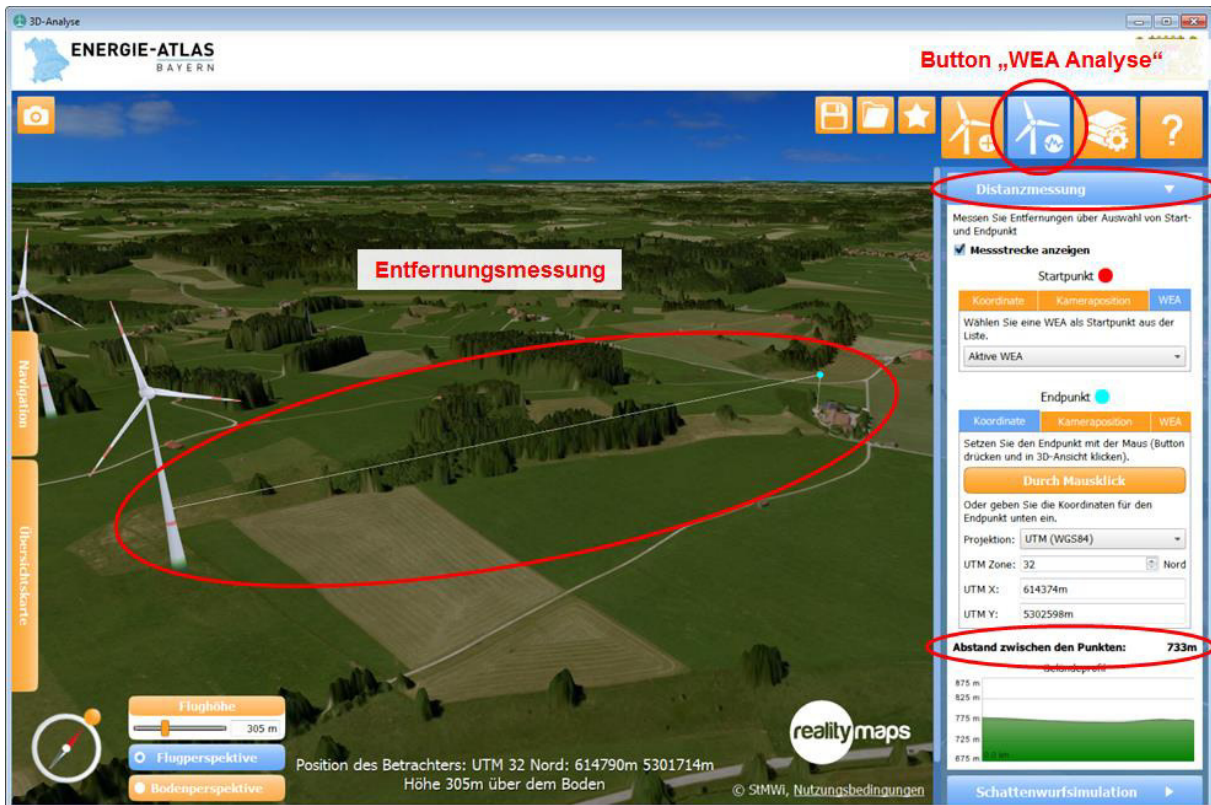 3D-Analyse
ENERGIE-ATLAS
BAYERN
Button „WEA Analyse“
?
Distanzmessung
Messen Sie Entfernungen über Auswahl von Start-
und Endpunkt
Messstrecke anzeigen
Startpunkt
Koordinate Kameraposition WEA
Wählen Sie eine WEA als Startpunkt aus der
Liste.
Aktive WEA
Endpunkt
Koordinate Kameraposition WEA
Setzen Sie den Endpunkt mit der Maus (Button
drücken und in 3D-Ansicht klicken).
Durch Mausklick
Oder geben Sie die Koordinaten für den
Endpunkt unten ein.
Projektion: UTM (WGS84)
UTM Zone: 32 Nord
UTM X: 614374m
UTM Y: 5302598m
Abstand zwischen den Punkten: 733m
Geländeprofil
875 m
825 m
775 m
725 m
675 m
Schattenwurfsimulation
Entfernungsmessung
Navigation
Übersichtskarte
Flughöhe
305 m
Flugperspektive
Bodenperspektive
Position des Betrachters: UTM 32 Nord: 614790m 5301714m
Höhe 305m über dem Boden
realitymaps
© StMWi, Nutzungsbedingungen